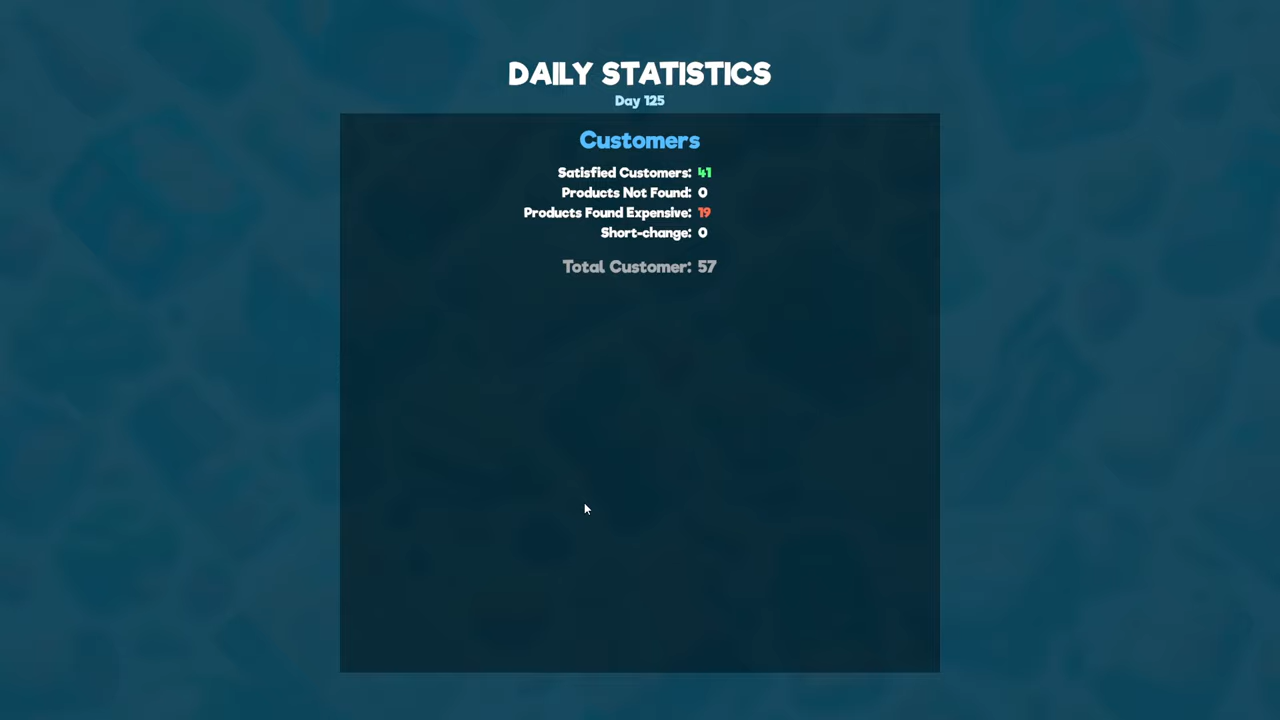 DAILY STATISTICS
Day 125
Customers
Satisfied Customers: 41
Products Not Found: 0
Products Found Expensive: 19
Short-change: 0
Total Customer: 57